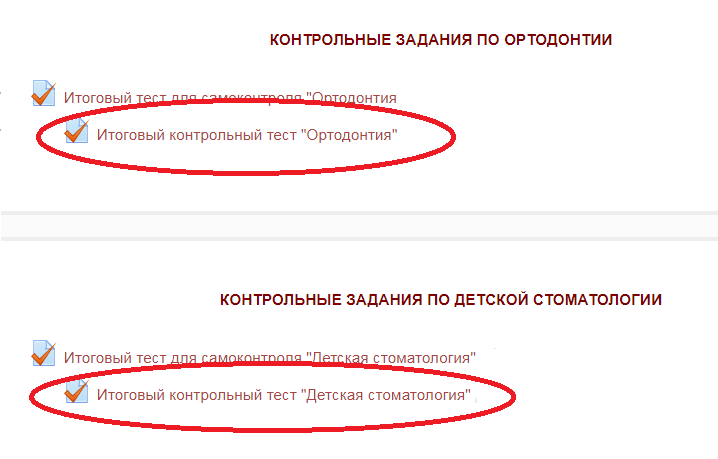 КОНТРОЛЬНЫЕ ЗАДАНИЯ ПО ОРТОДОНТИИ
Итоговый тест для самоконтроля "Ортодонтия
Итоговый контрольный тест "Ортодонтия"
КОНТРОЛЬНЫЕ ЗАДАНИЯ ПО ДЕТСКОЙ СТОМАТОЛОГИИ
Итоговый тест для самоконтроля "Детская стоматология"
Итоговый контрольный тест "Детская стоматология"